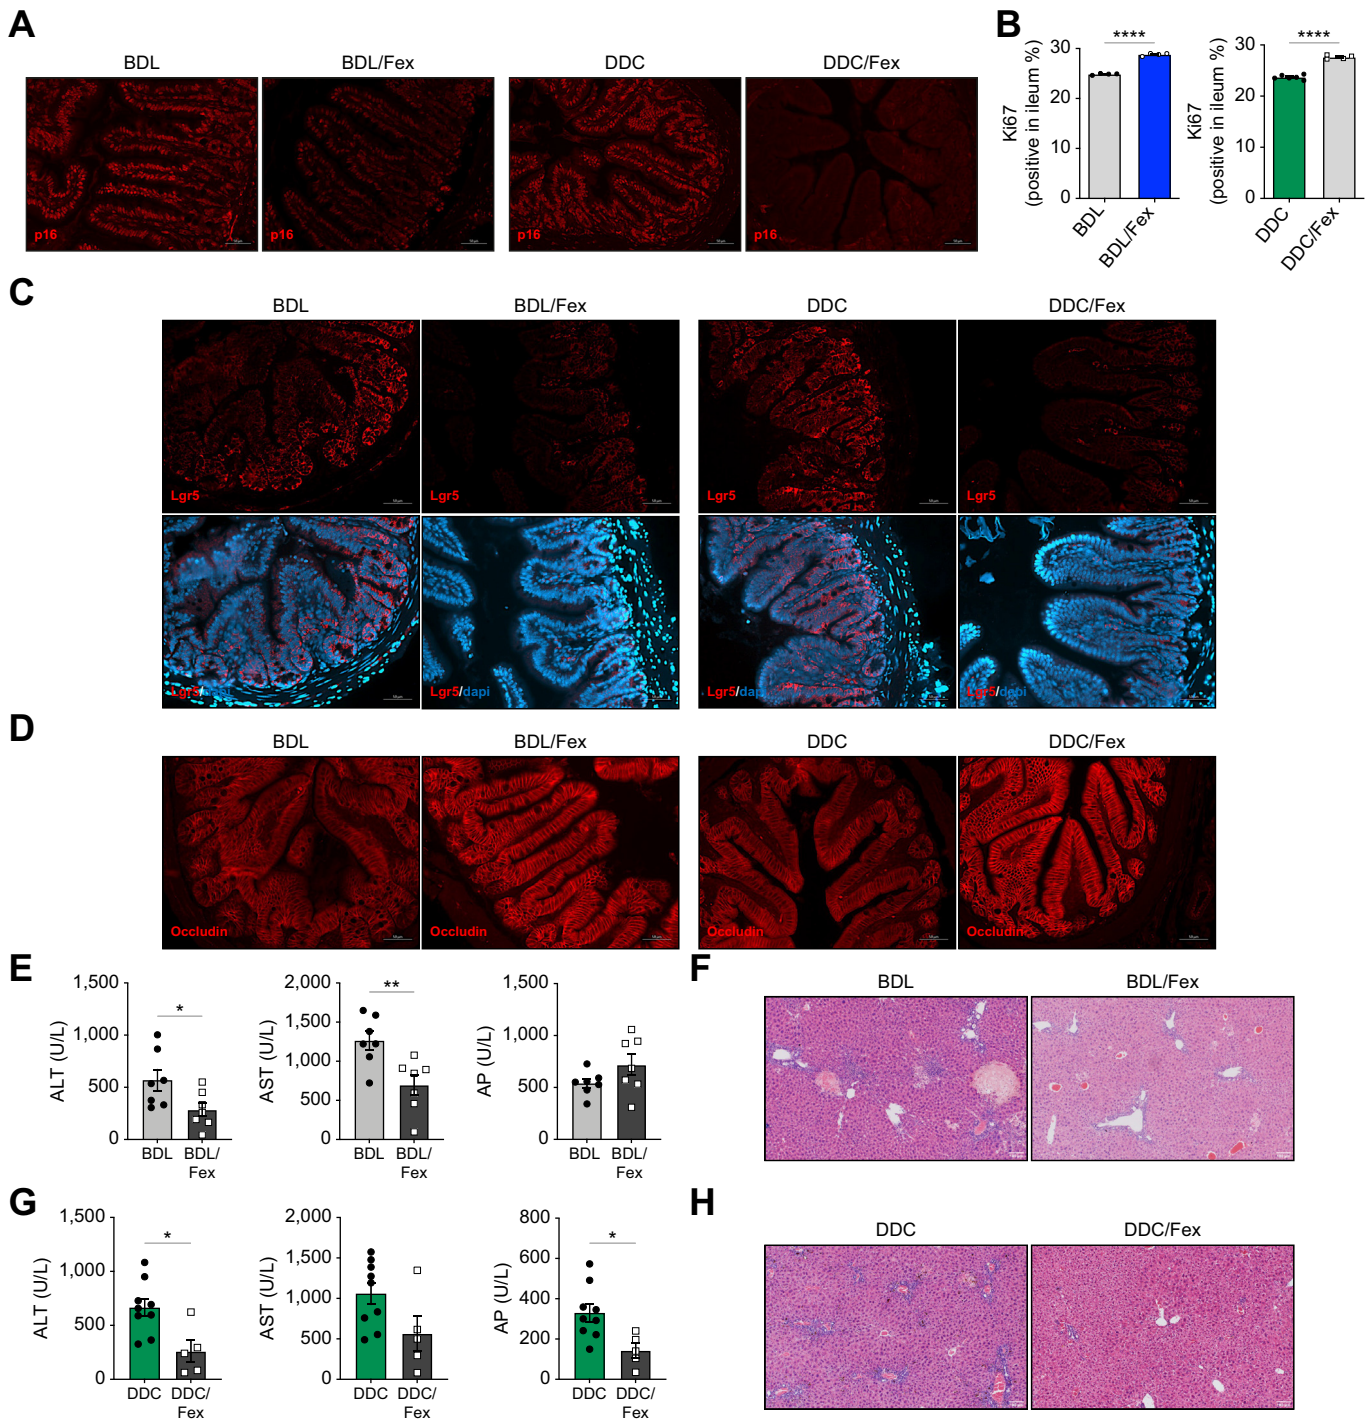 A
BDL
BDL/Fex
DDC
DDC/Fex
p16
p16
p16
p16
B
Ki67
(positive in ileum %)
30
20
10
0
****
BDL
BDL/Fex
Ki67
(positive in ileum %)
30
20
10
0
****
DDC
DDC/Fex
C
BDL
BDL/Fex
DDC
DDC/Fex
Lgr5
Lgr5
Lgr5
Lgr5
Lgr5/dapi
Lgr5/dapi
Lgr5/dapi
Lgr5/dapi
D
BDL
BDL/Fex
DDC
DDC/Fex
Occludin
Occludin
Occludin
Occludin
E
ALT (U/L)
1,500
1,000
500
0
*
BDL
BDL/
Fex
AST (U/L)
2,000
1,500
1,000
500
0
**
BDL
BDL/
Fex
AP (U/L)
1,500
1,000
500
0
BDL
BDL/
Fex
F
BDL
BDL/Fex
G
ALT (U/L)
1,500
1,000
500
0
*
DDC
DDC/
Fex
AST (U/L)
2,000
1,500
1,000
500
0
DDC
DDC/
Fex
AP (U/L)
800
600
400
200
0
*
DDC
DDC/
Fex
H
DDC
DDC/Fex